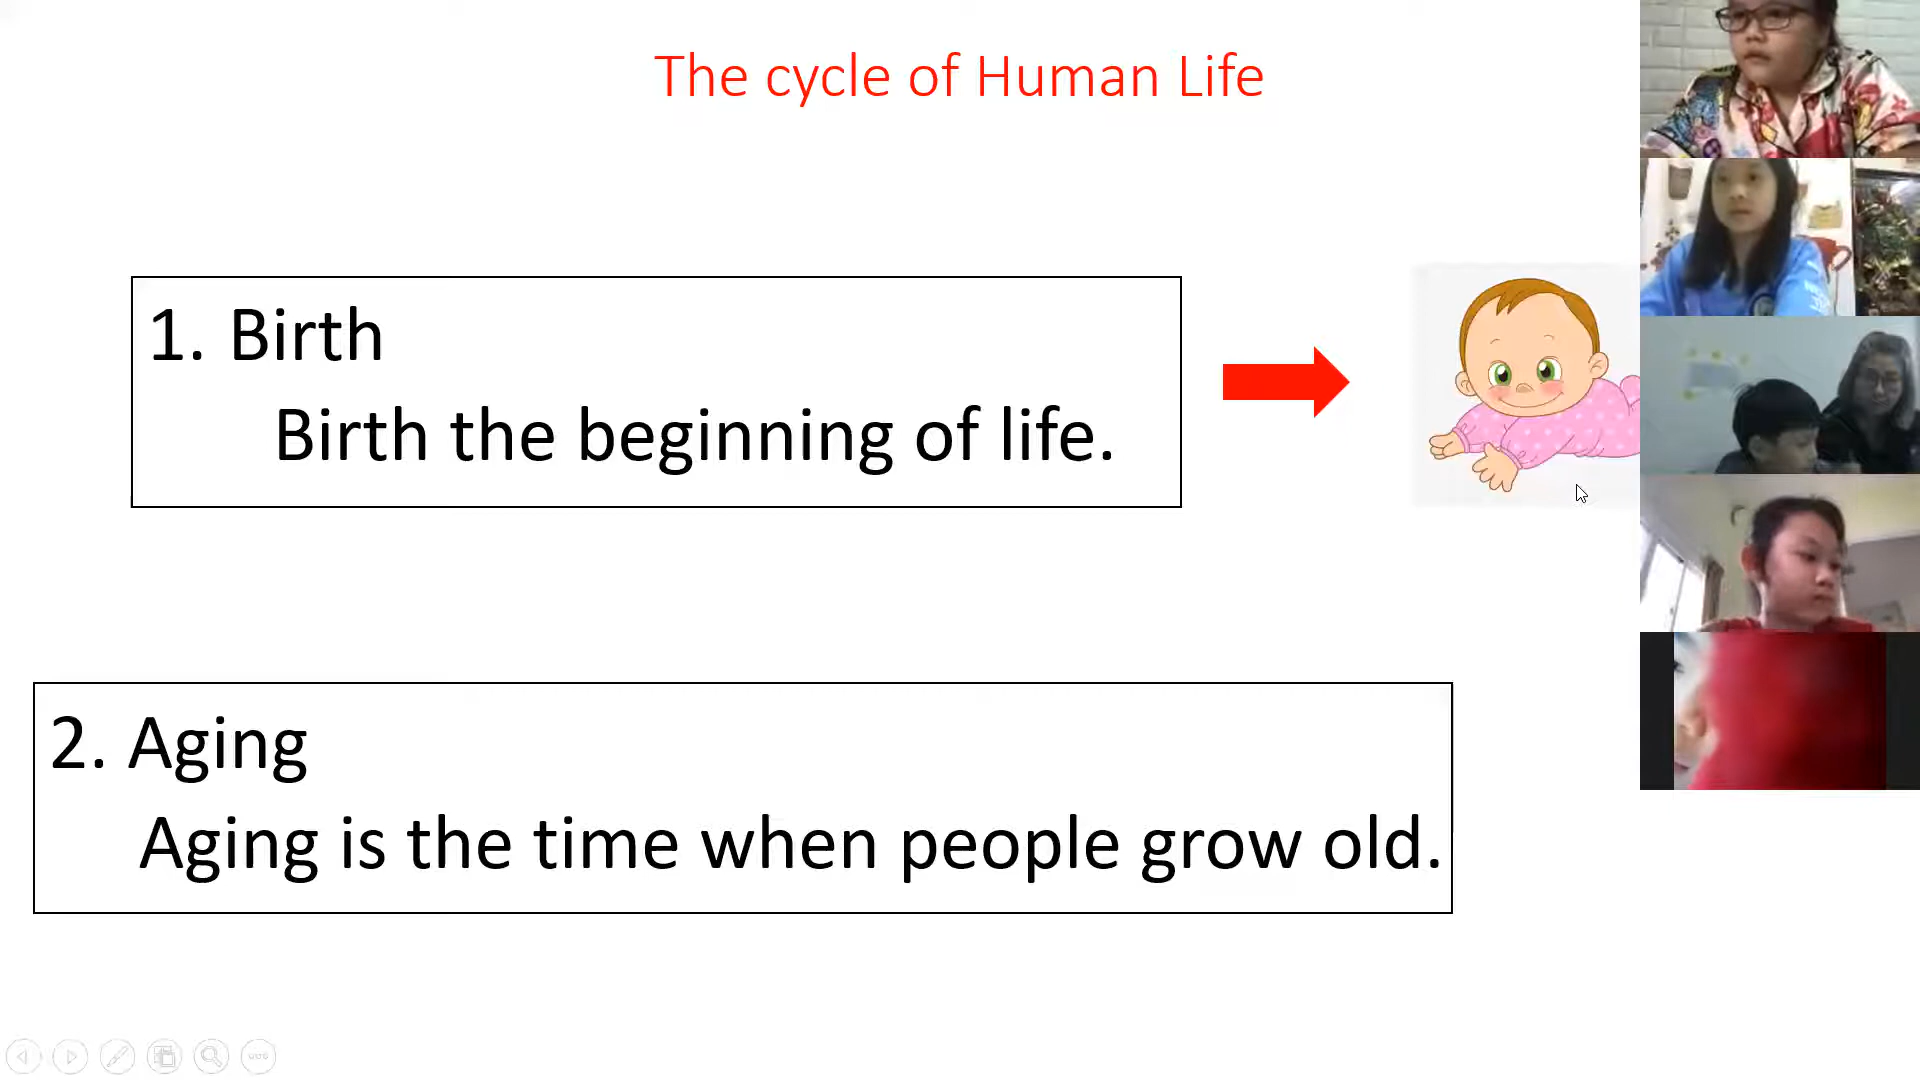 The cycle of Human Life
1. Birth
Birth the beginning of life.
2. Aging
Aging is the time when people grow old.